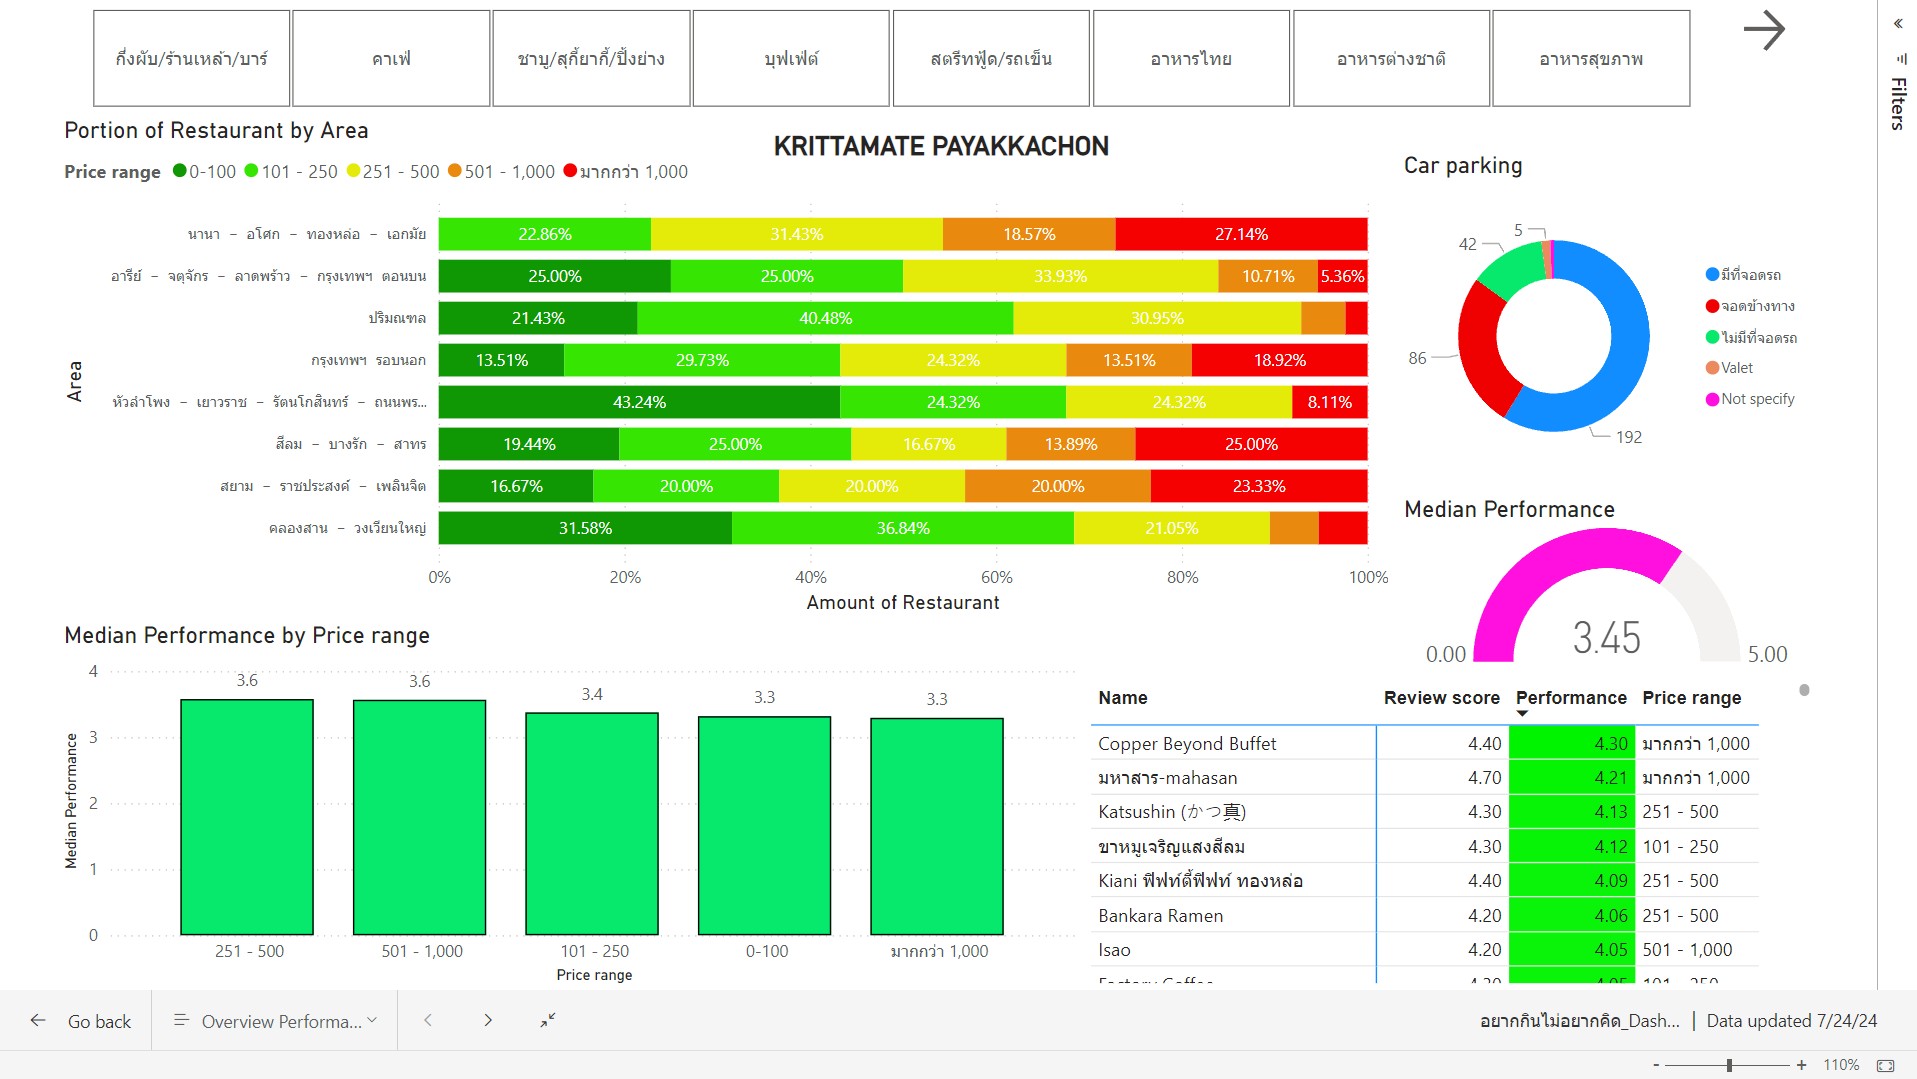 กึ่งผับ/ร้านเหล้า/บาร์
คาเฟ่
ชาบู/สุกี้ยากี้/ปิ้งย่าง
บุฟเฟ่ต์
สตรีทฟู้ด/รถเข็น
อาหารไทย
อาหารต่างชาติ
อาหารสุขภาพ
Filters
Portion of Restaurant by Area
KRITTAMATE PAYAKKACHON
Price range 0-100 101 - 250 251 - 500 501 - 1,000 มากกว่า 1,000
Area
นานา – อโศก – ทองหล่อ – เอกมัย 22.86% 31.43% 18.57% 27.14%
อารีย์ – จตุจักร – ลาดพร้าว – กรุงเทพฯ ตอนบน 25.00% 25.00% 33.93% 10.71% 5.36%
ปริมณฑล 21.43% 40.48% 30.95%
กรุงเทพฯ รอบนอก 13.51% 29.73% 24.32% 13.51% 18.92%
หัวลำโพง – เยาวราช – รัตนโกสินทร์ – ถนนพร... 43.24% 24.32% 24.32% 8.11%
สีลม – บางรัก – สาทร 19.44% 25.00% 16.67% 13.89% 25.00%
สยาม – ราชประสงค์ – เพลินจิต 16.67% 20.00% 20.00% 20.00% 23.33%
คลองสาน – วงเวียนใหญ่ 31.58% 36.84% 21.05%
0% 20% 40% 60% 80% 100%
Amount of Restaurant
Car parking
5
42
86
192
มีที่จอดรถ
จอดข้างทาง
ไม่มีที่จอดรถ
Valet
Not specify
Median Performance
3.45
0.00 5.00
Median Performance by Price range
Median Performance
4
3
2
1
0
3.6 3.6 3.4 3.3 3.3
251 - 500 501 - 1,000 101 - 250 0-100 มากกว่า 1,000
Price range
Name Review score Performance Price range
Copper Beyond Buffet 4.40 4.30 มากกว่า 1,000
มหาสาร-mahasan 4.70 4.21 มากกว่า 1,000
Katsushin (かつ真) 4.30 4.13 251 - 500
ขาหมูเจริญแสงสีลม 4.30 4.12 101 - 250
Kiani ฟิฟท์ตี้ฟิฟท์ ทองหล่อ 4.40 4.09 251 - 500
Bankara Ramen 4.20 4.06 251 - 500
Isao 4.20 4.05 501 - 1,000
Factory Coffee 4.20 4.05 101 - 250
Go back
Overview Performa...
อยากกินไม่อยากคิด_Dash... | Data updated 7/24/24
- + 110%